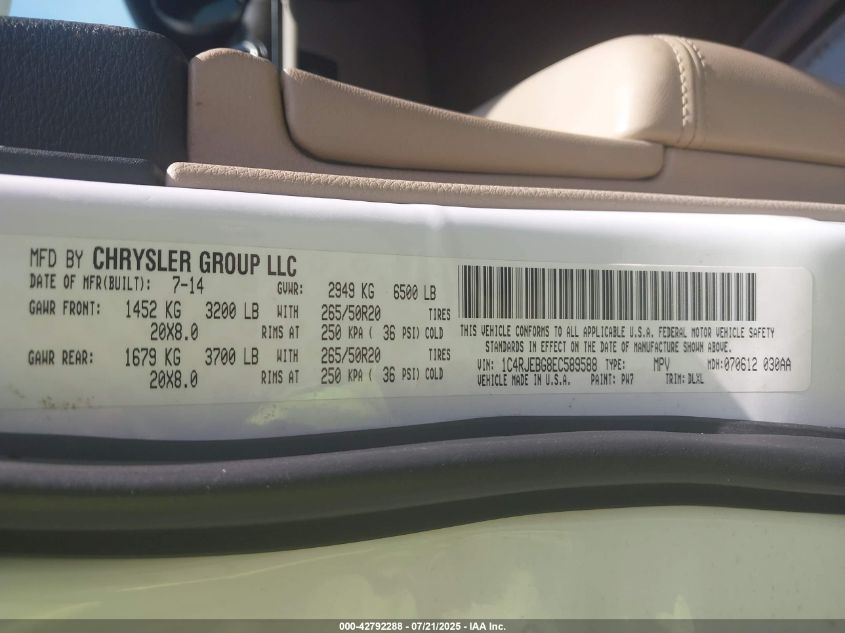 MFD BY CHRYSLER GROUP LLC
DATE OF MFR(BUILT): 7-14 GVWR: 2949 KG 6500 LB
GAWR FRONT: 1452 KG 3200 LB WITH 265/50R20 TIRES
20X8.0 RIMS AT 250 KPA ( 36 PSI) COLD
GAWR REAR: 1679 KG 3700 LB WITH 265/50R20 TIRES
20X8.0 RIMS AT 250 KPA ( 36 PSI) COLD
THIS VEHICLE CONFORMS TO ALL APPLICABLE U.S.A. FEDERAL MOTOR VEHICLE SAFETY
STANDARDS IN EFFECT ON THE DATE OF MANUFACTURE SHOWN ABOVE.
VIN: 1C4RJEBG8EC589588 TYPE: MPV MDH:070612 030AA
VEHICLE MADE IN U.S.A. PAINT: PW7 TRIM: DLXL
000-42792288 - 07/21/2025 - IAA Inc.